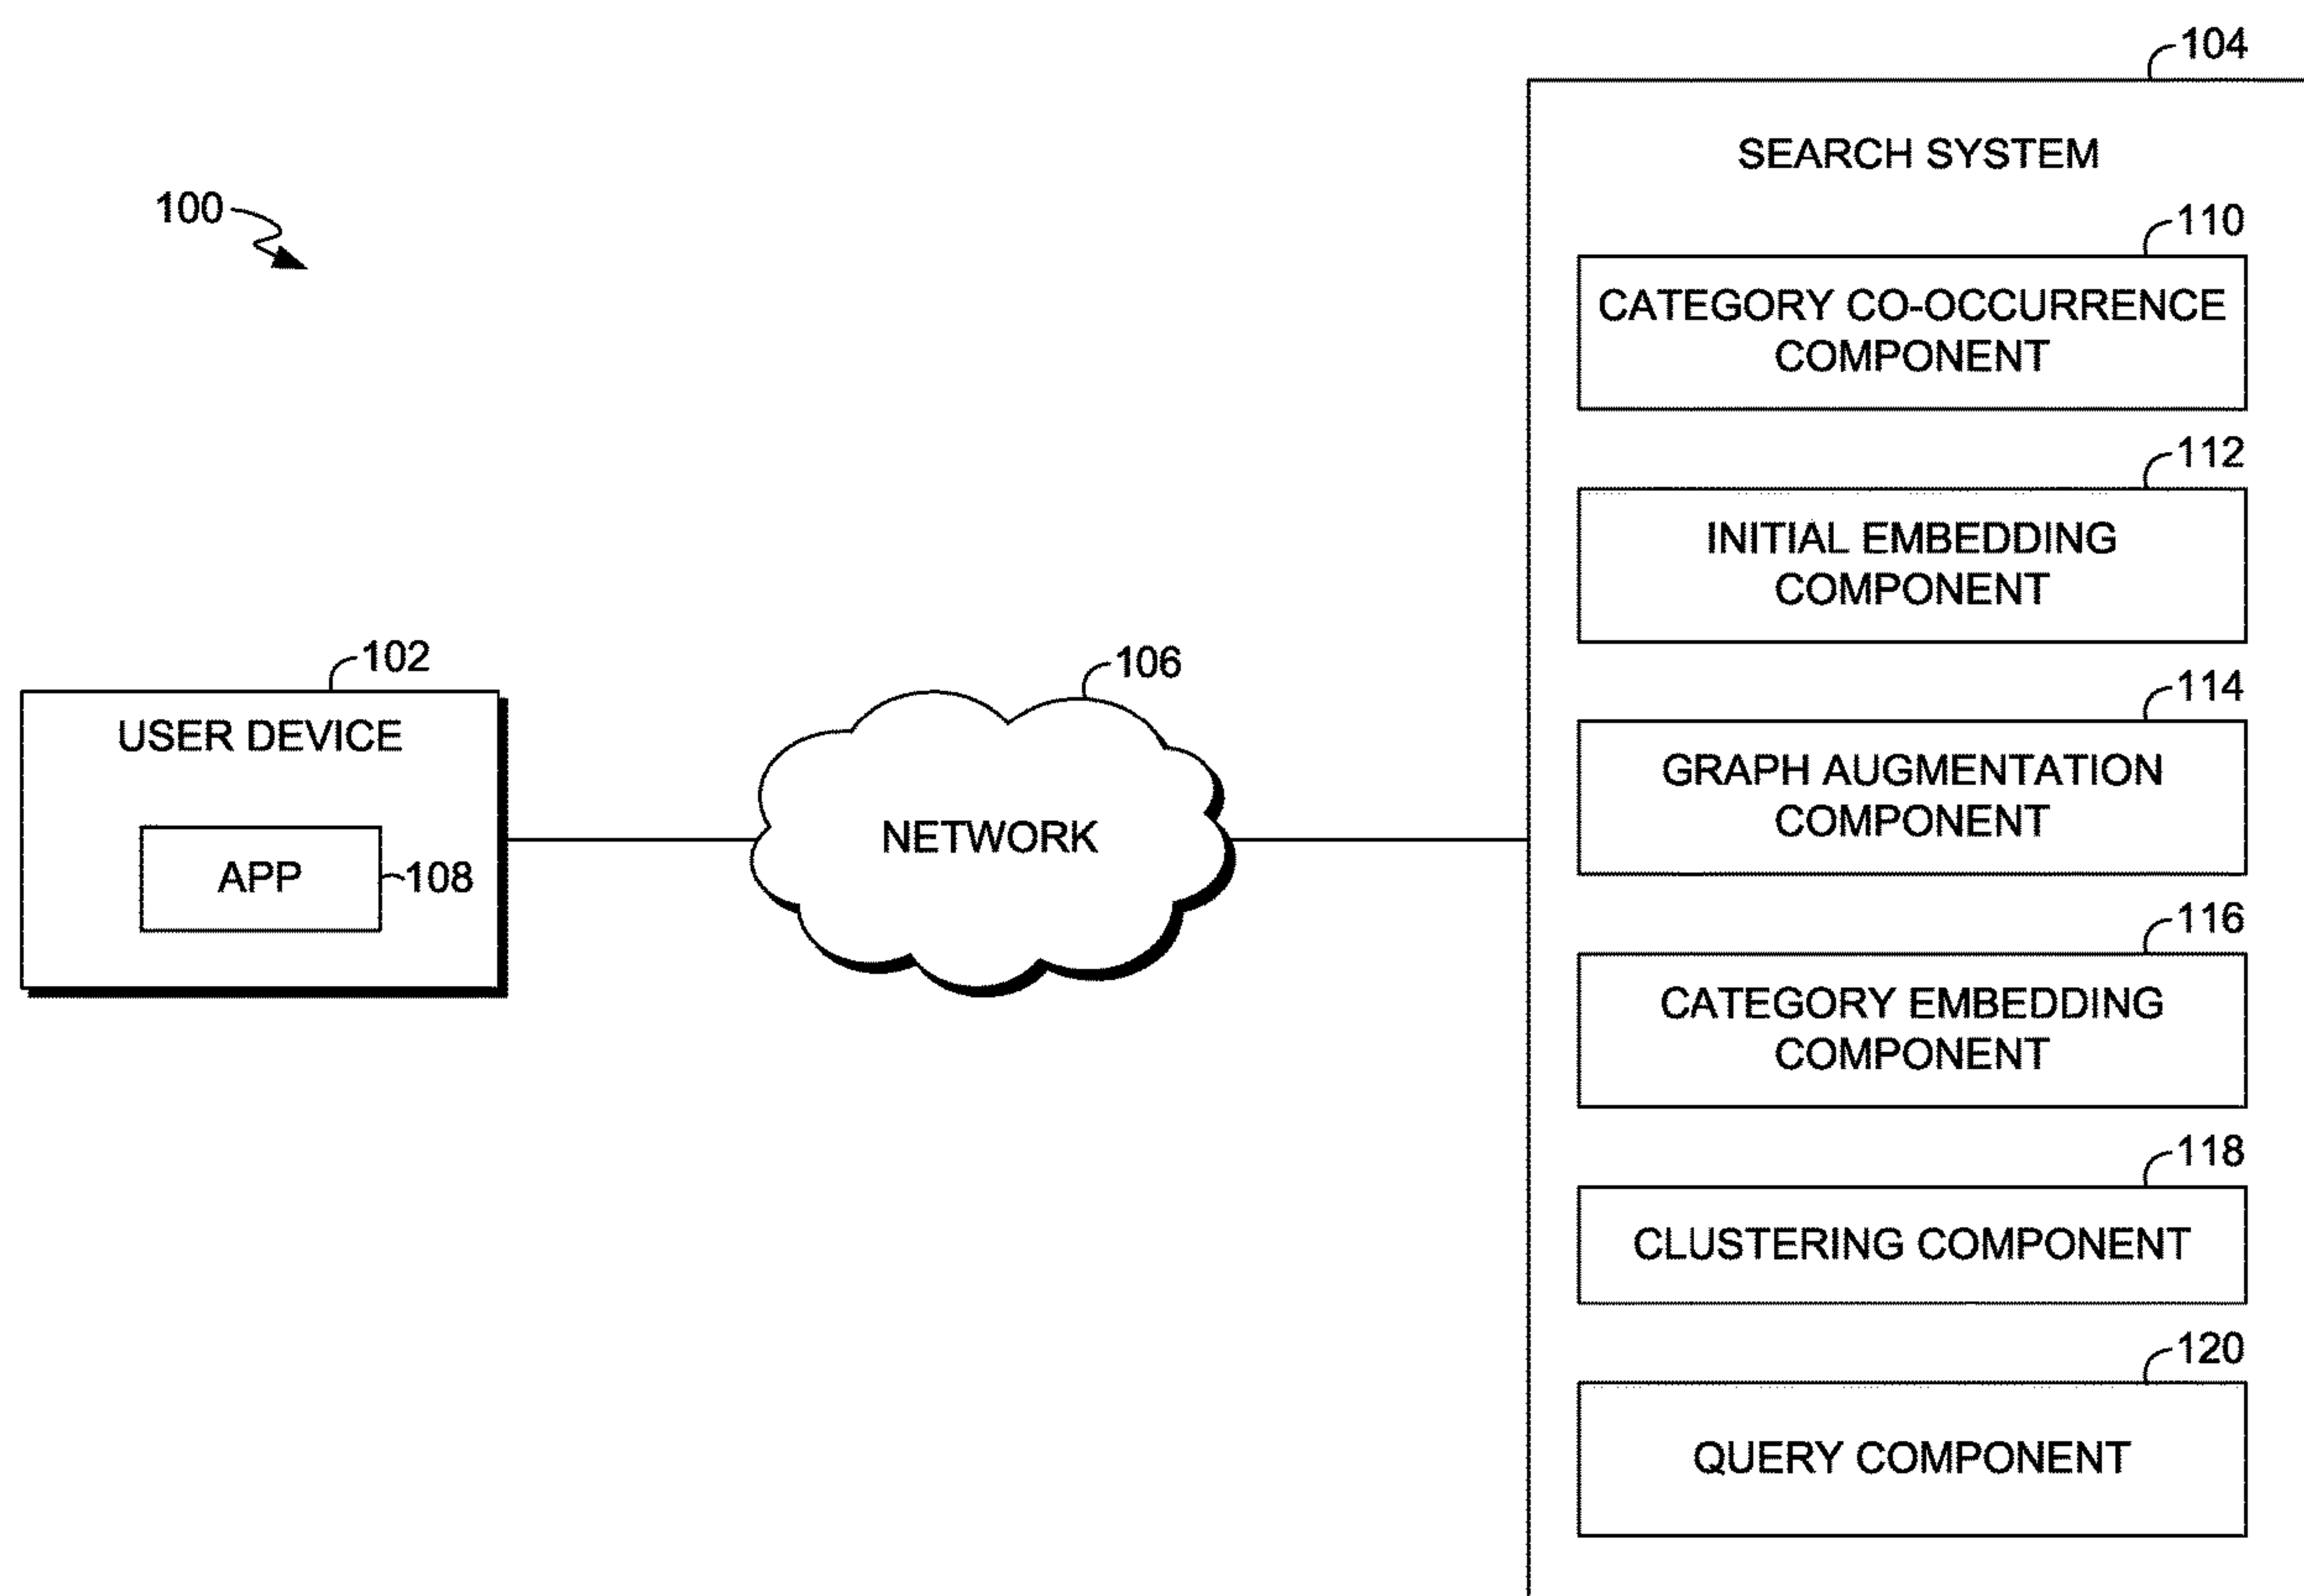 104
SEARCH SYSTEM
100
110
CATEGORY CO-OCCURRENCE
COMPONENT
112
INITIAL EMBEDDING
COMPONENT
102
USER DEVICE
APP
108
106
NETWORK
114
GRAPH AUGMENTATION
COMPONENT
116
CATEGORY EMBEDDING
COMPONENT
118
CLUSTERING COMPONENT
120
QUERY COMPONENT